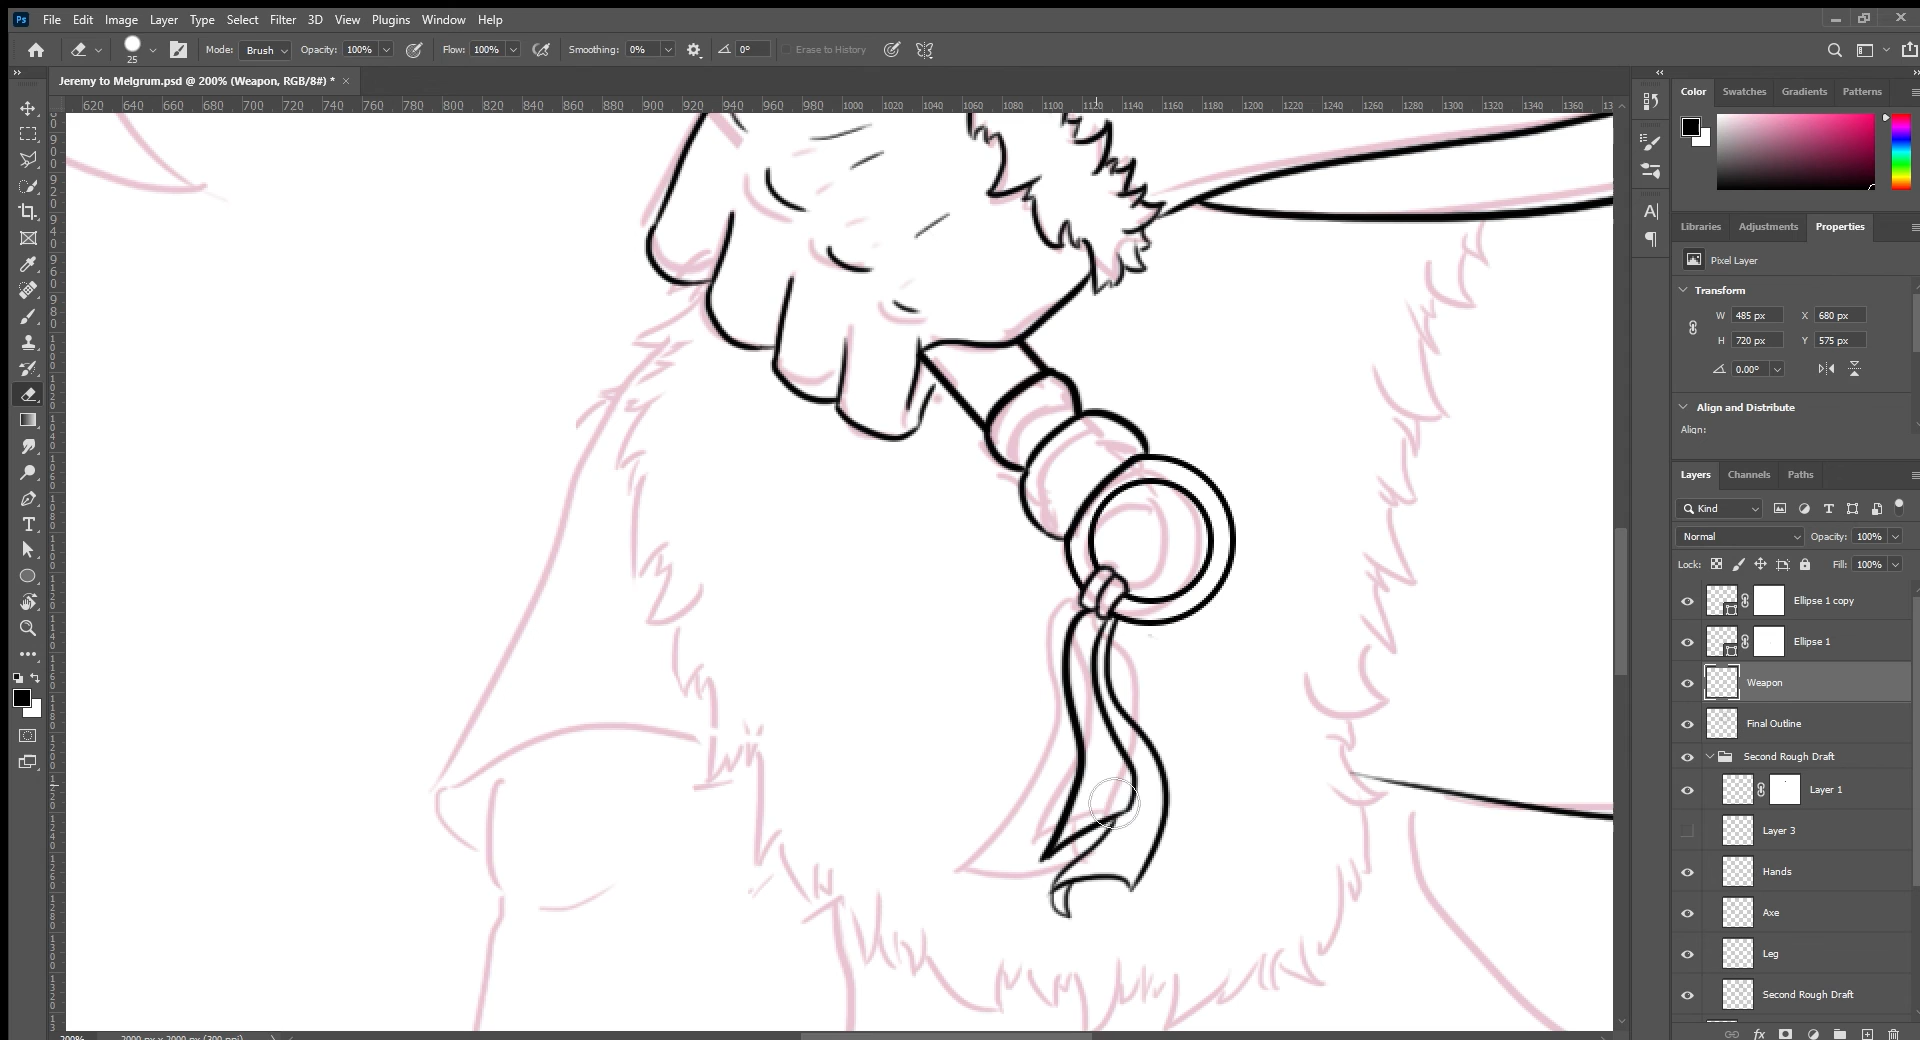 Ps File Edit Image Layer Type Select Filter 3D View Plugins Window Help
25 Mode: Brush Opacity: 100% Flow: 100% Smoothing: 0% 0° Erase to History
Jeremy to Melgrum.psd @ 200% (Weapon, RGB/8#) * ×
620 640 660 680 700 720 740 760 780 800 820 840 860 880 900 920 940 960 980 1000 1020 1040 1060 1080 1100 1120 1140 1160 1180 1200 1220 1240 1260 1280 1300 1320 1340 1360
Color Swatches Gradients Patterns
Libraries Adjustments Properties
Pixel Layer
Transform
W 485 px X 680 px
H 720 px Y 575 px
0.00°
Align and Distribute
Align:
Layers Channels Paths
Kind
Normal Opacity: 100%
Lock: Fill: 100%
Ellipse 1 copy
Ellipse 1
Weapon
Final Outline
Second Rough Draft
Layer 1
Layer 3
Hands
Axe
Leg
Second Rough Draft
fx